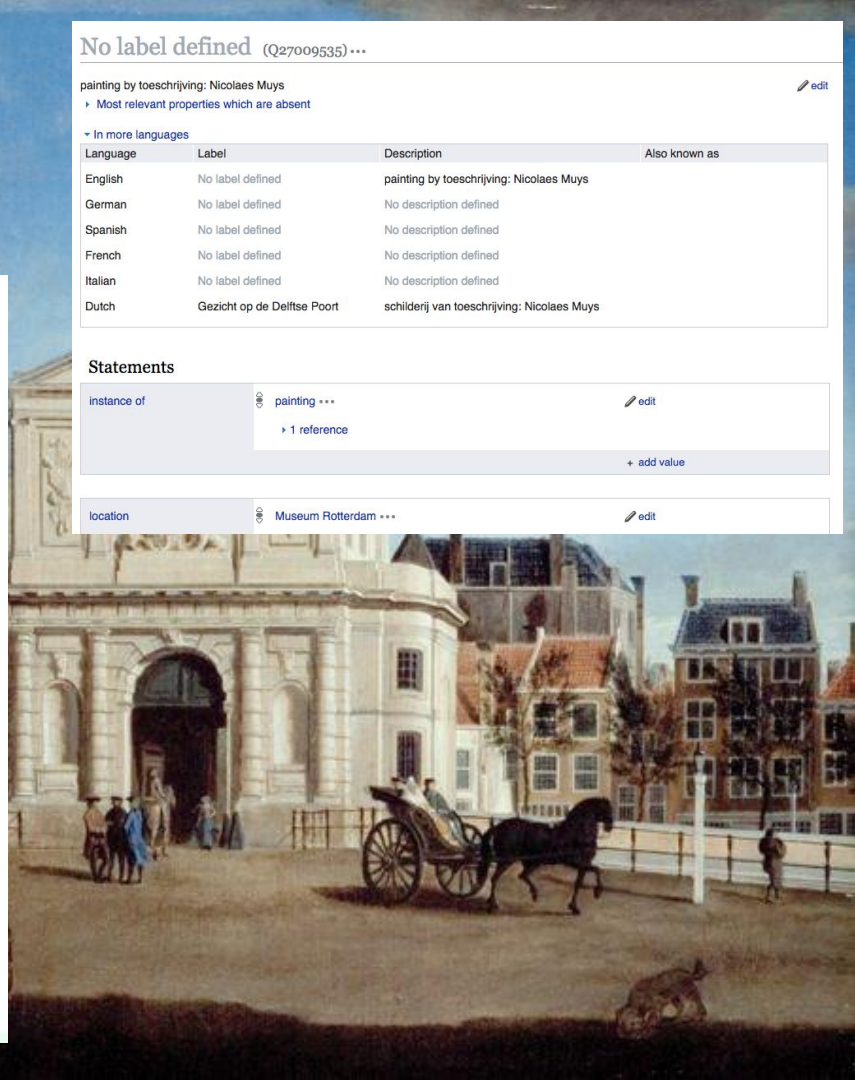 No label defined (Q27009535)
painting by toeschrijving: Nicolaes Muys edit
Most relevant properties which are absent
In more languages
Language Label Description Also known as
English No label defined painting by toeschrijving: Nicolaes Muys
German No label defined No description defined
Spanish No label defined No description defined
French No label defined No description defined
Italian No label defined No description defined
Dutch Gezicht op de Delftse Poort schilderij van toeschrijving: Nicolaes Muys
Statements
instance of painting edit
1 reference
+ add value
location Museum Rotterdam edit